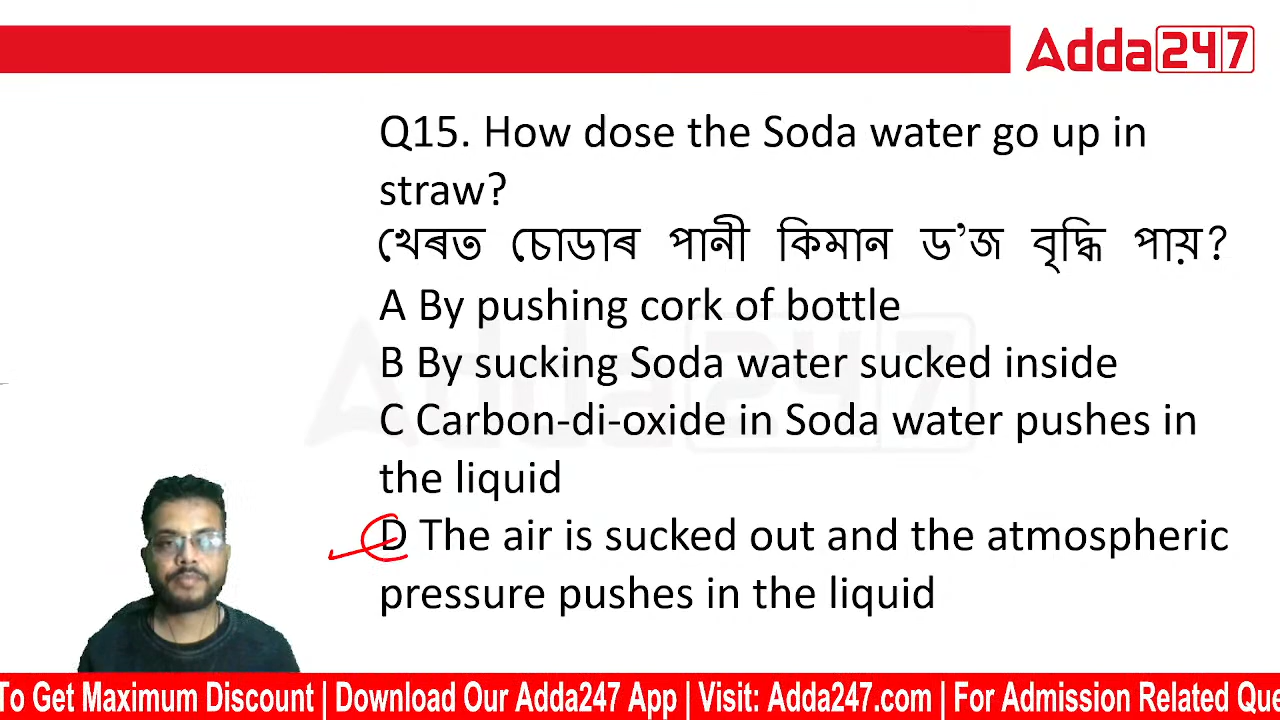 Adda247
Q15. How dose the Soda water go up in
straw?
খেৰত চোডাৰ পানী কিমান ড’জ বৃদ্ধি পায়?
A By pushing cork of bottle
B By sucking Soda water sucked inside
C Carbon-di-oxide in Soda water pushes in
the liquid
D The air is sucked out and the atmospheric
pressure pushes in the liquid
To Get Maximum Discount | Download Our Adda247 App | Visit: Adda247.com | For Admission Related Que